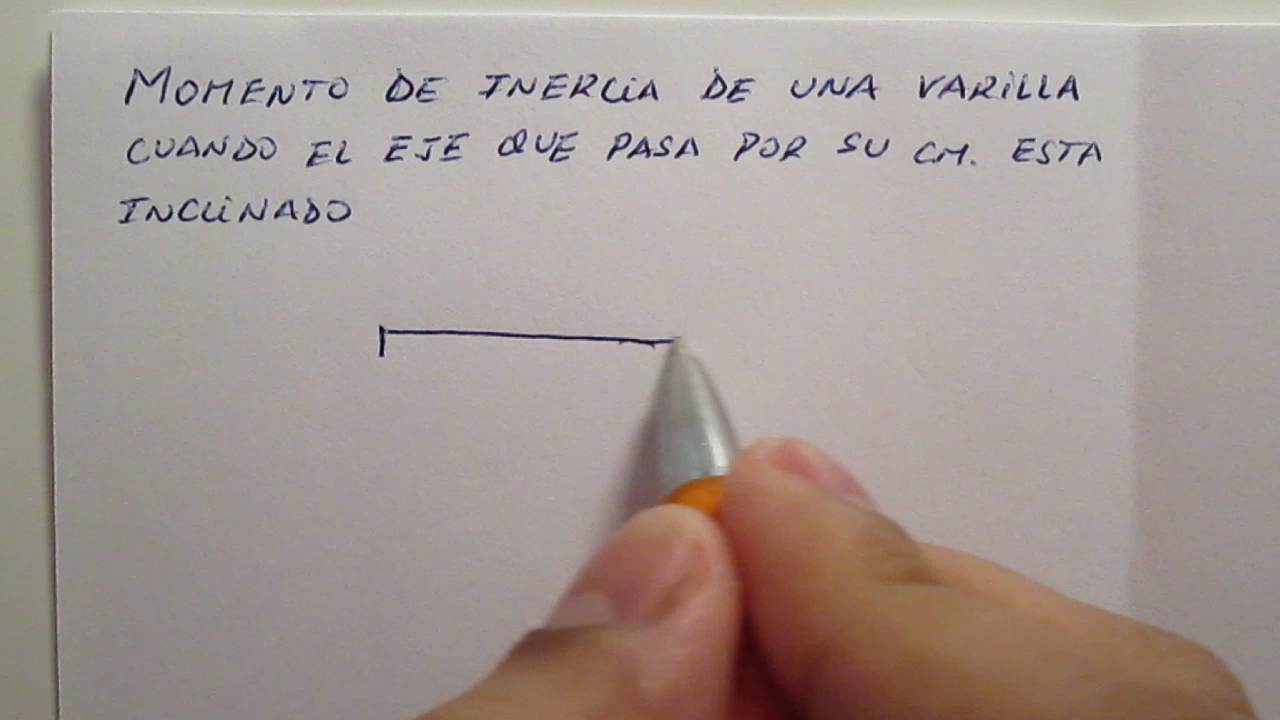 MOMENTO DE INERCiA DE UNA VARiLLA
CUANDO EL EJE QUE PASA POR SU CM. ESTA
INCLiNADO